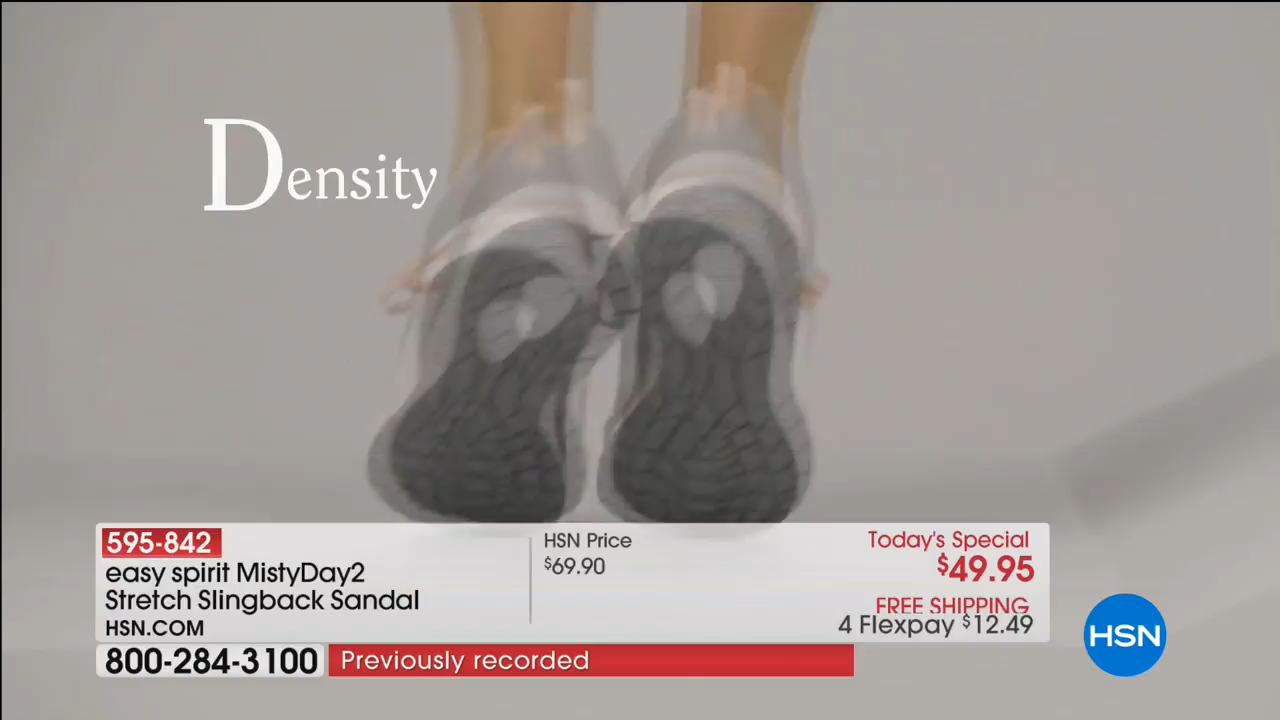 Density
595-842
easy spirit MistyDay2
Stretch Slingback Sandal
HSN.COM
HSN Price
$69.90
Today's Special
$49.95
FREE SHIPPING
4 Flexpay $12.49
800-284-3100
Previously recorded
HSN